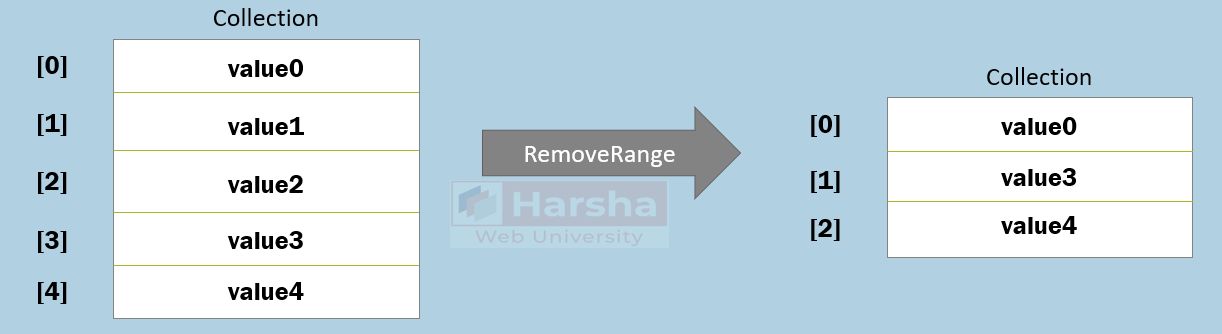 Collection
[0] value0
[1] value1
[2] value2
[3] value3
[4] value4
RemoveRange
Harsha
Web University
Collection
[0] value0
[1] value3
[2] value4